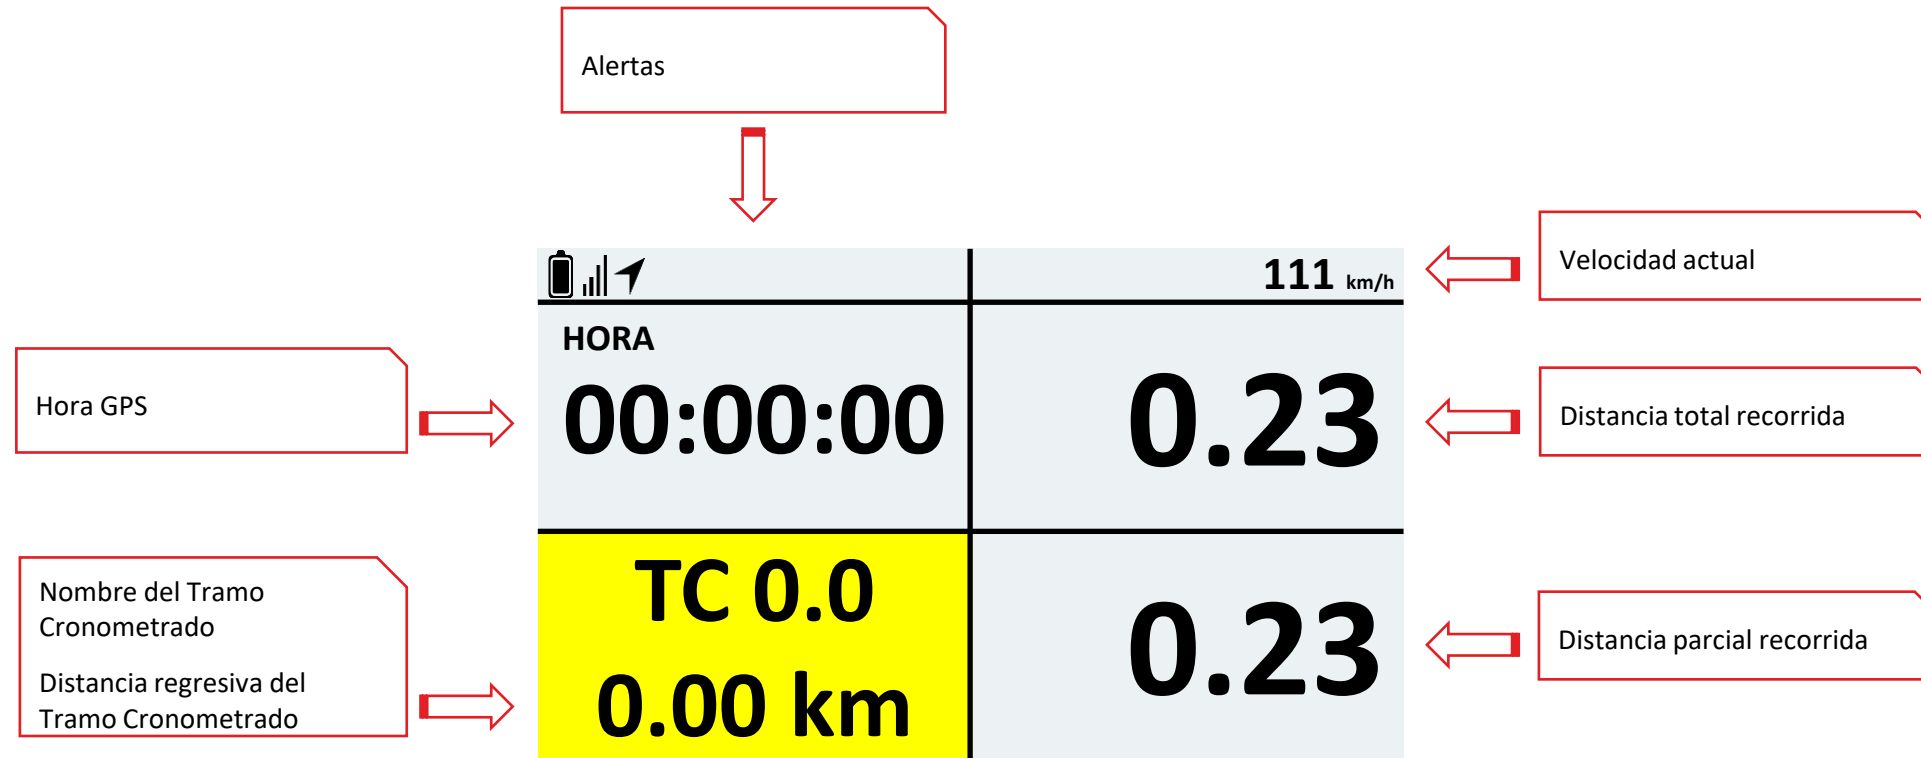 Alertas
111 km/h
Velocidad actual
HORA
Hora GPS
00:00:00
0.23
Distancia total recorrida
Nombre del Tramo
Cronometrado
Distancia regresiva del
Tramo Cronometrado
TC 0.0
0.00 km
0.23
Distancia parcial recorrida